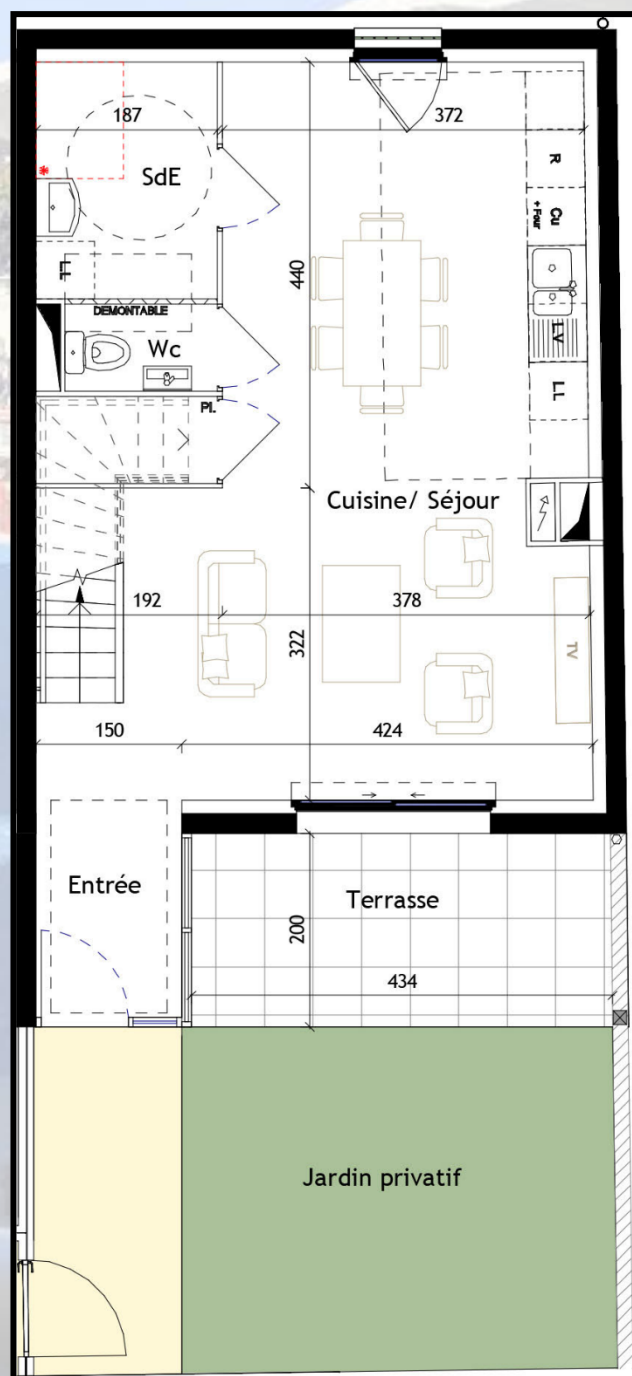 187
372
SdE
R
Cu
+ Four
LL
440
DEMONTABLE
Wc
LV
LL
Pl.
Cuisine/ Séjour
192
378
322
TV
150
424
Entrée
Terrasse
200
434
Jardin privatif